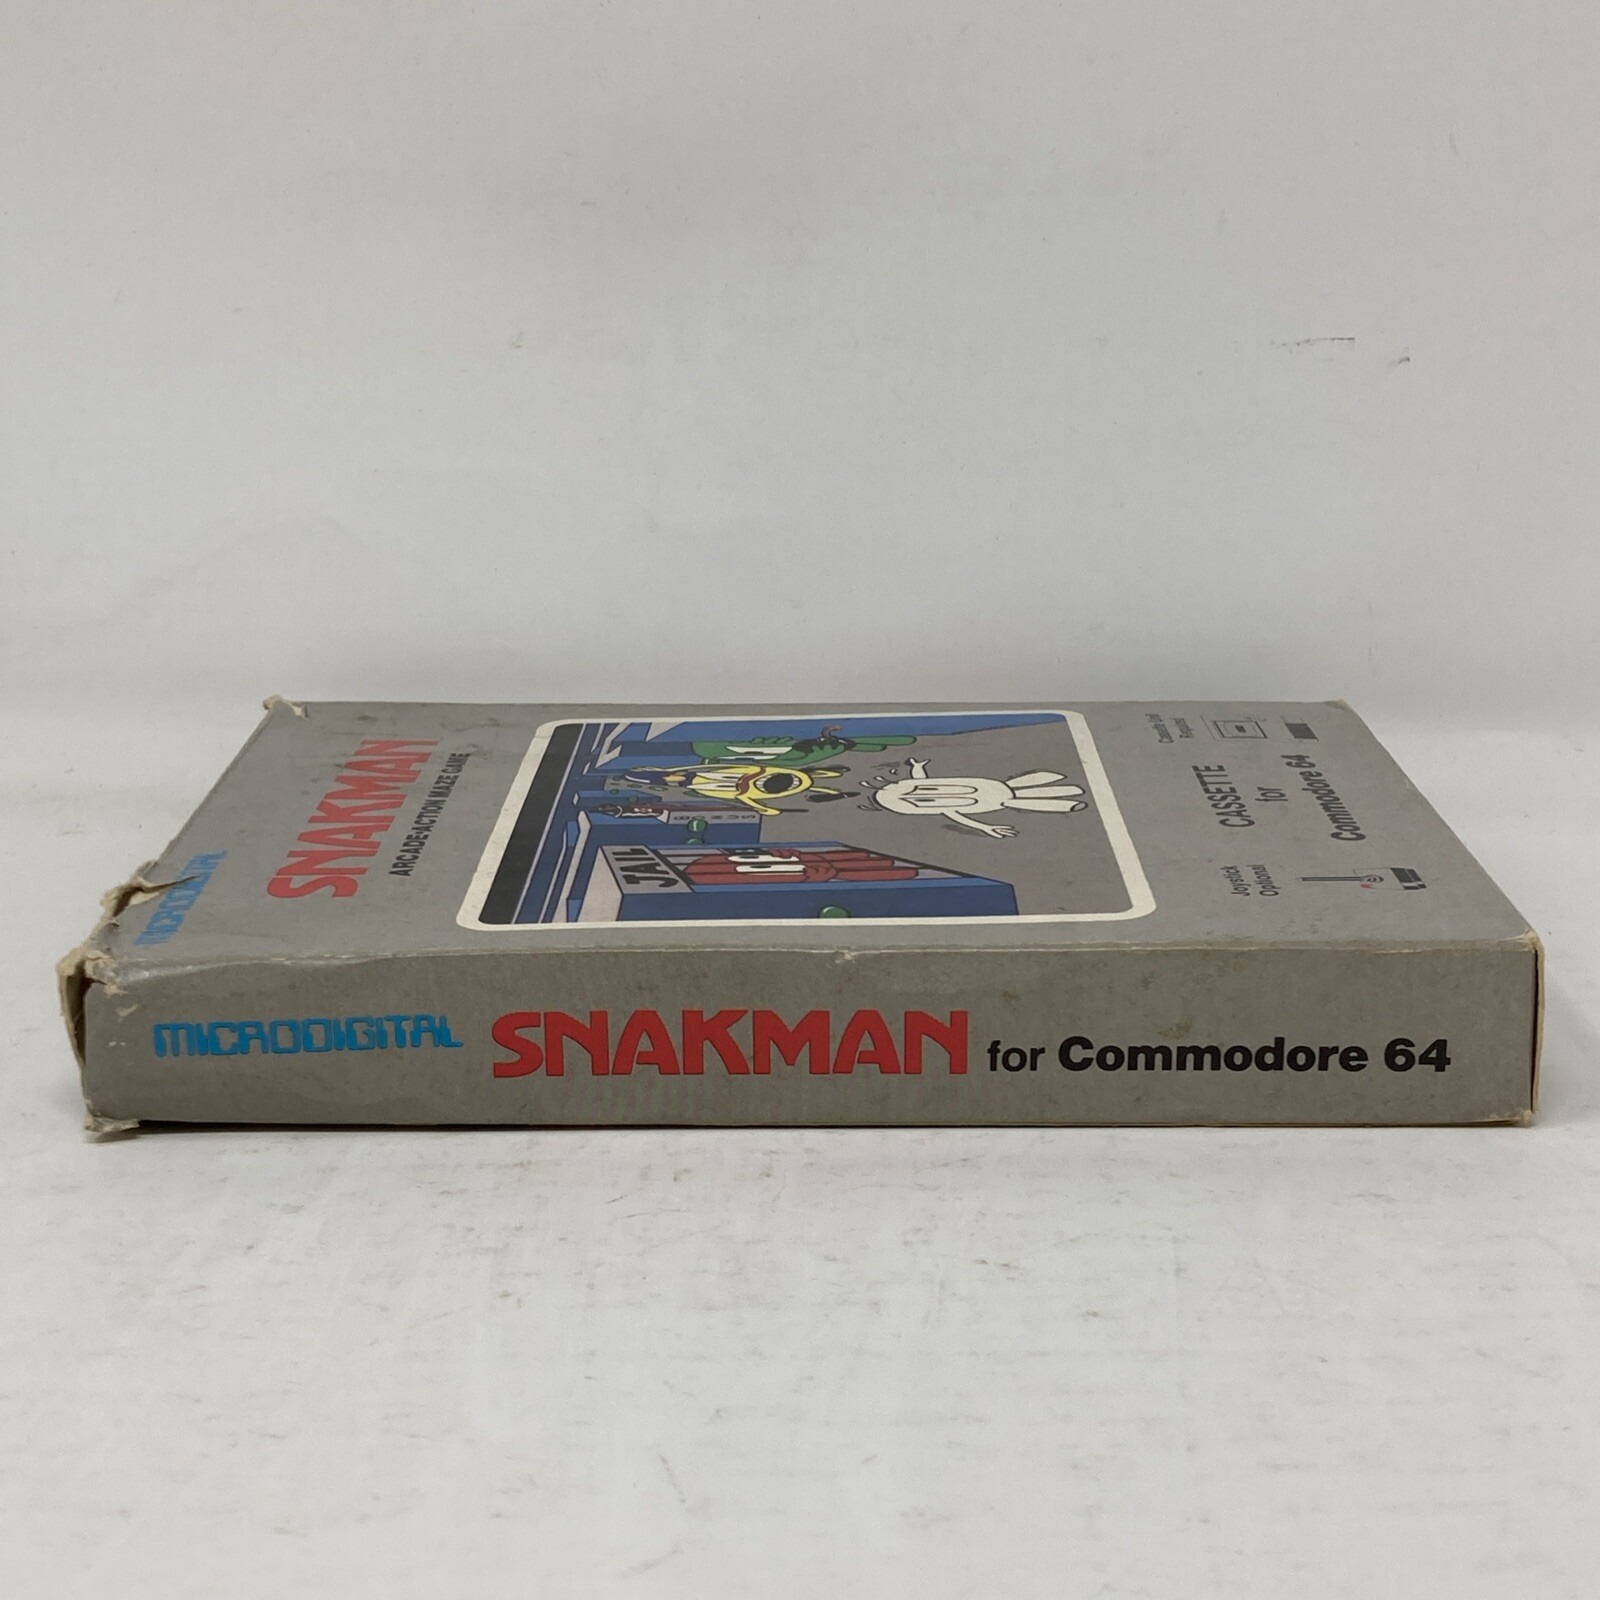 MICRODIGITAL
SNAKMAN
ARCADE-ACTION MAZE GAME
JAIL
BONUS
Joystick
Optional
CASSETTE
for
Commodore 64
Cassette Unit
Required
MICRODIGITAL SNAKMAN for Commodore 64